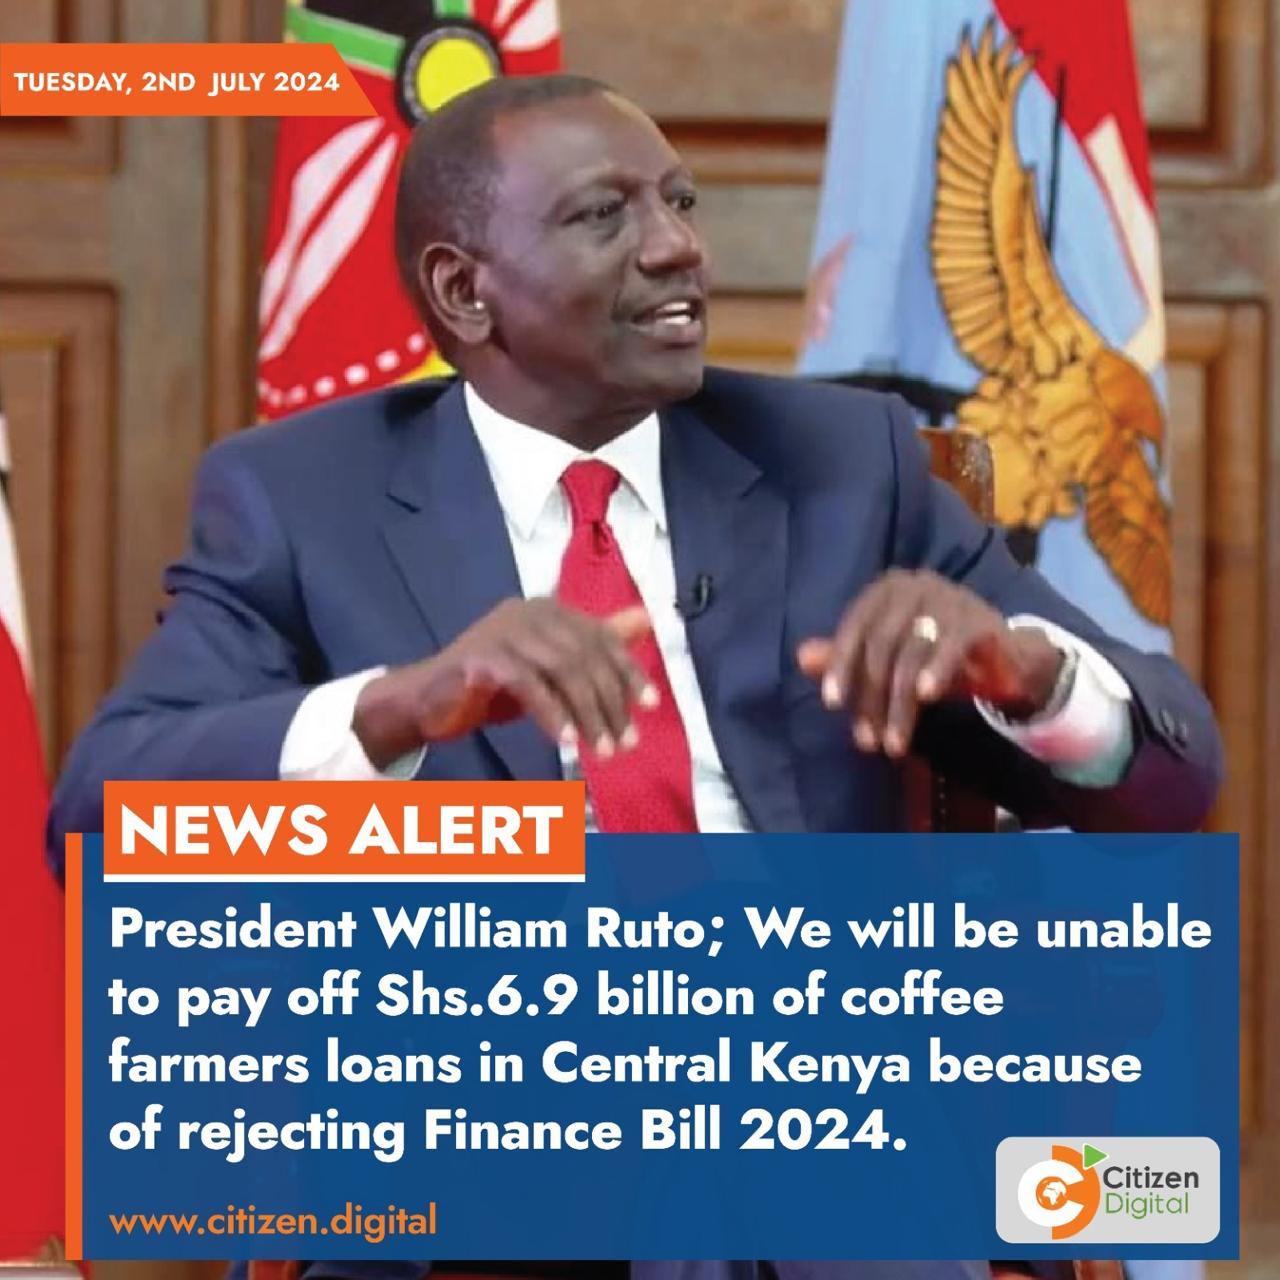 TUESDAY, 2ND JULY 2024
NEWS ALERT
President William Ruto; We will be unable
to pay off Shs.6.9 billion of coffee
farmers loans in Central Kenya because
of rejecting Finance Bill 2024.
www.citizen.digital
Citizen
Digital